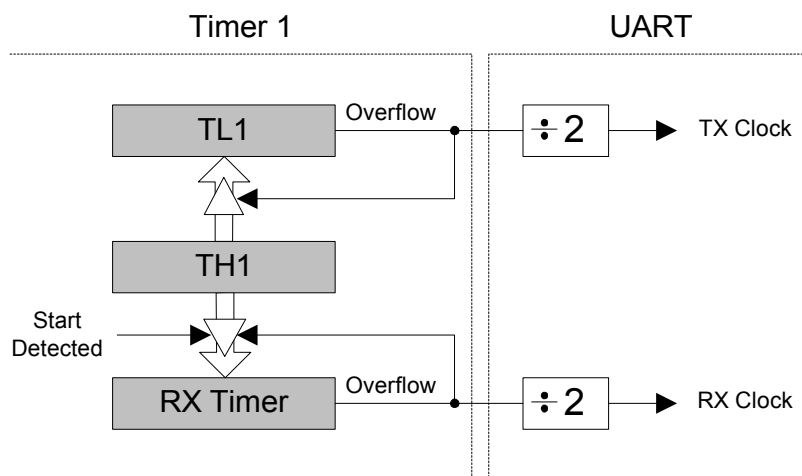 Timer 1
UART
TL1
Overflow
÷ 2
TX Clock
TH1
Start
Detected
RX Timer
Overflow
÷ 2
RX Clock